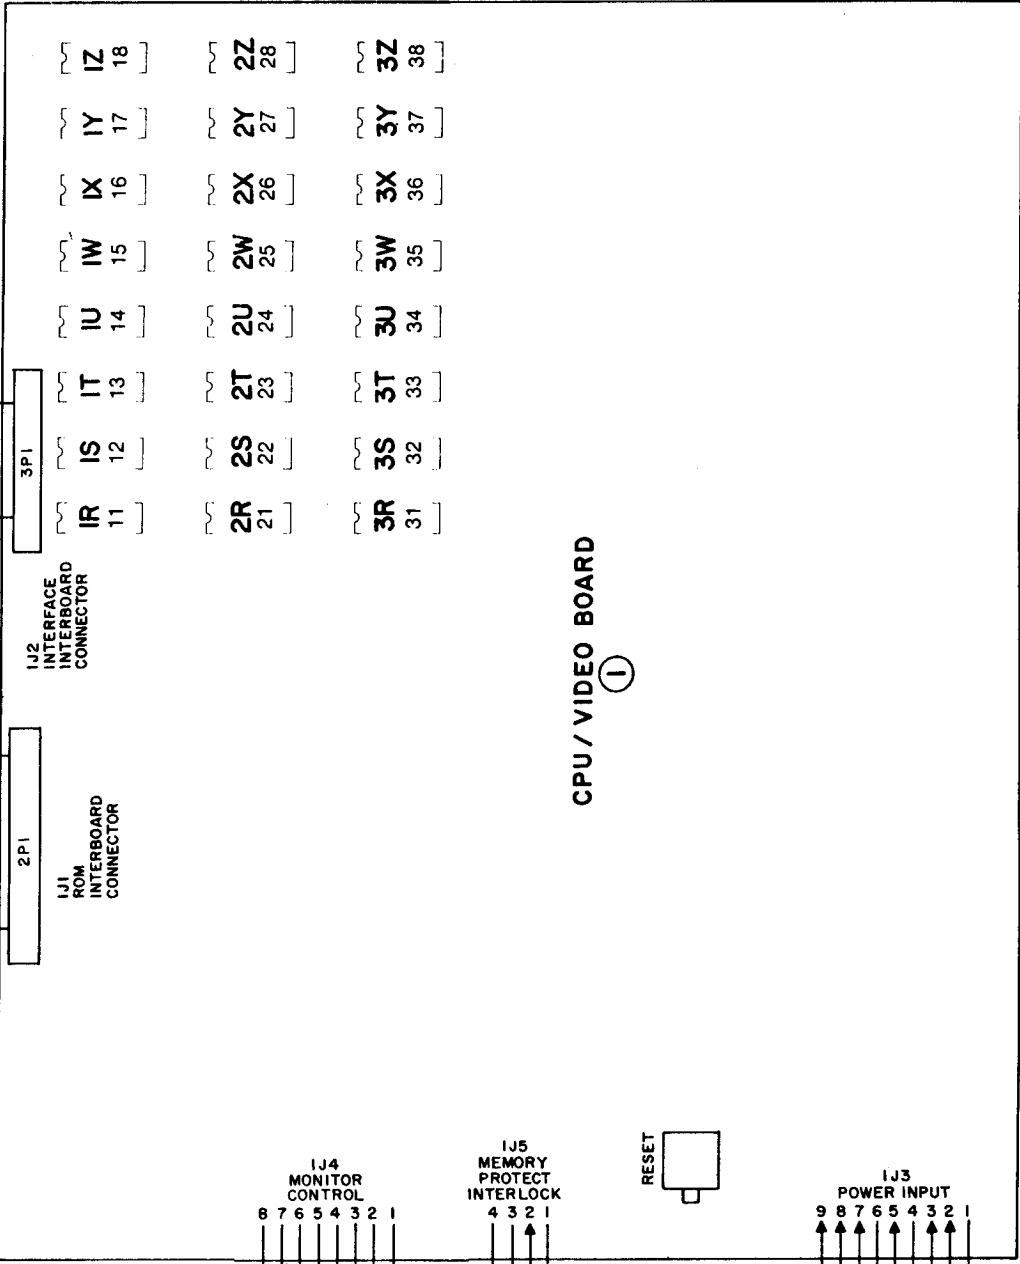 1Z 2Z 3Z
18 28 38
1Y 2Y 3Y
17 27 37
1X 2X 3X
16 26 36
1W 2W 3W
15 25 35
1U 2U 3U
14 24 34
1T 2T 3T
13 23 33
1S 2S 3S
12 22 32
1R 2R 3R
11 21 31
3P1
1J2
INTERFACE
INTERBOARD
CONNECTOR
2P1
1J1
ROM
INTERBOARD
CONNECTOR
CPU/VIDEO BOARD
1
1J4
MONITOR
CONTROL
8 7 6 5 4 3 2 1
1J5
MEMORY
PROTECT
INTERLOCK
4 3 2 1
RESET
1J3
POWER INPUT
9 8 7 6 5 4 3 2 1